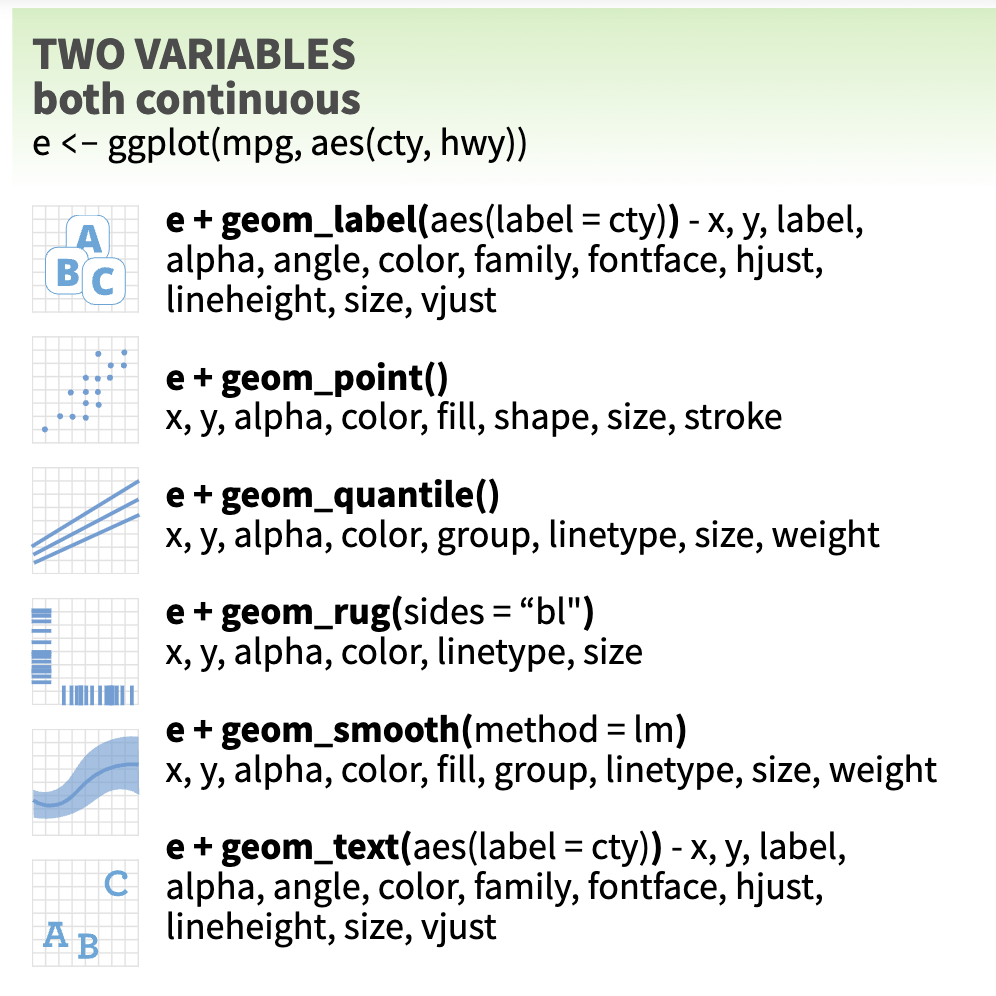 TWO VARIABLES
both continuous
e <− ggplot(mpg, aes(cty, hwy))
A
B
C
e + geom_label(aes(label = cty)) - x, y, label,
alpha, angle, color, family, fontface, hjust,
lineheight, size, vjust
e + geom_point()
x, y, alpha, color, fill, shape, size, stroke
e + geom_quantile()
x, y, alpha, color, group, linetype, size, weight
e + geom_rug(sides = “bl")
x, y, alpha, color, linetype, size
e + geom_smooth(method = lm)
x, y, alpha, color, fill, group, linetype, size, weight
e + geom_text(aes(label = cty)) - x, y, label,
alpha, angle, color, family, fontface, hjust,
lineheight, size, vjust
C
A B